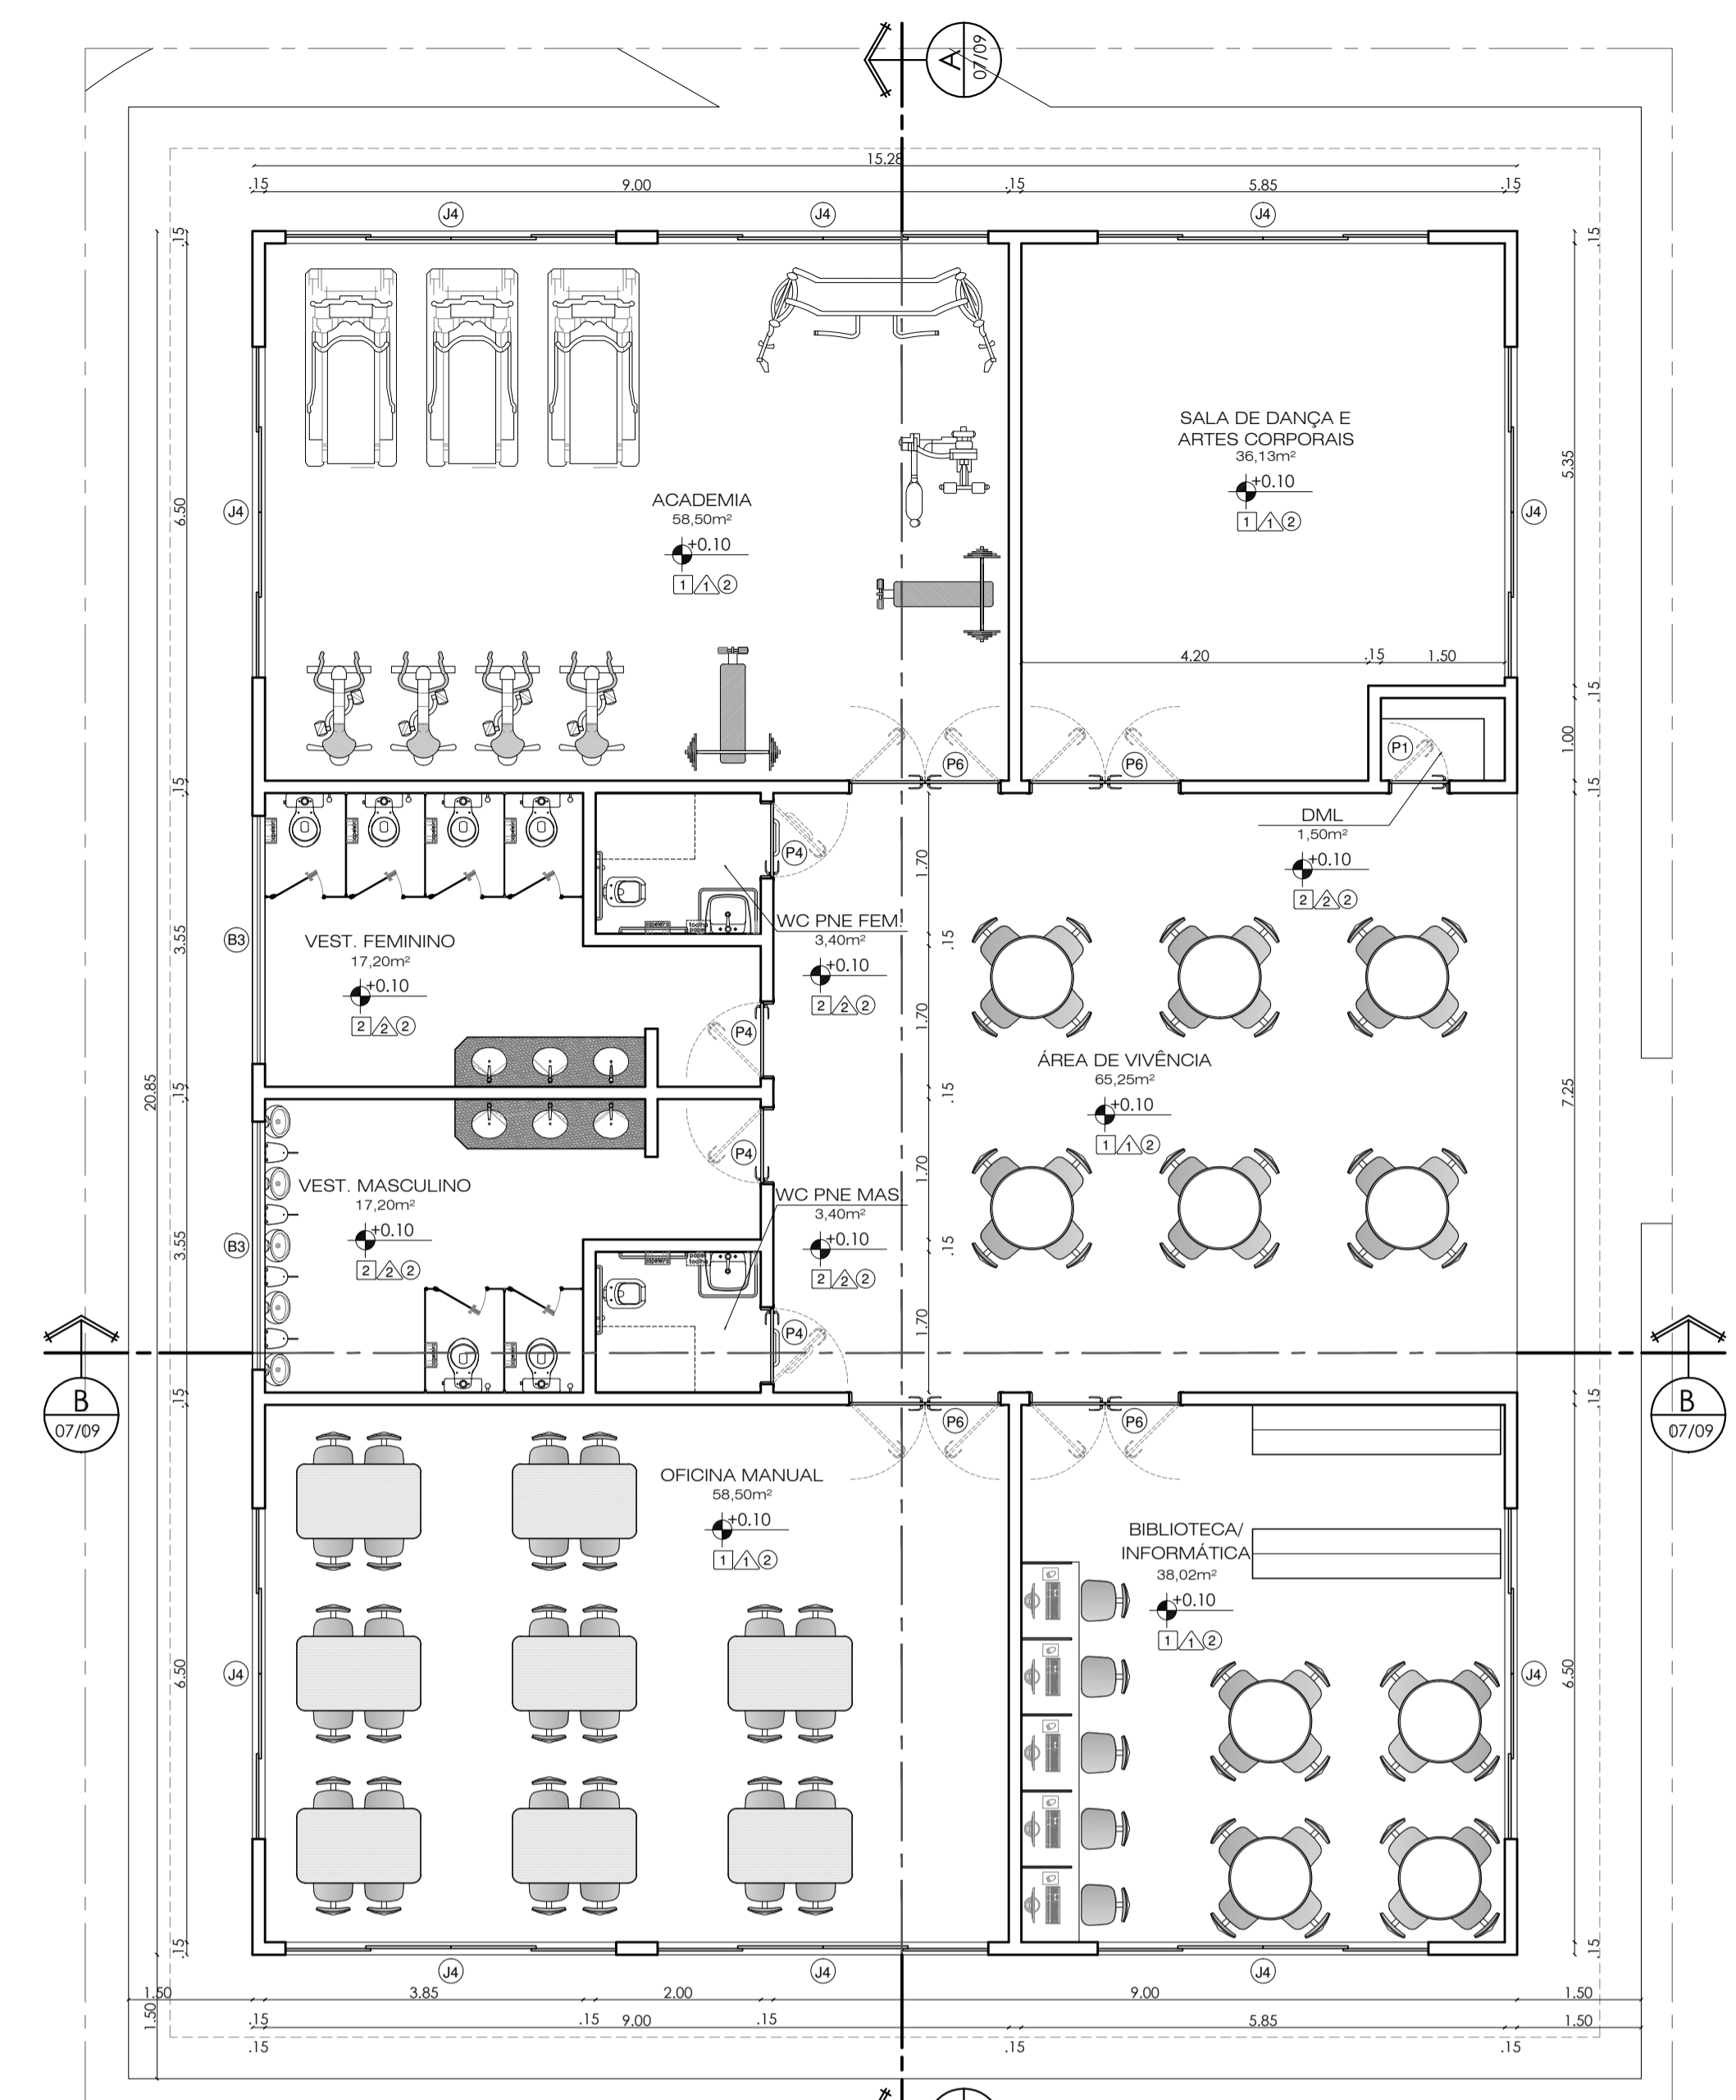 A
07/09
15.28
.15
9.00
.15
5.85
.15
J4
J4
J4
.15
.15
SALA DE DANÇA E
ARTES CORPORAIS
36,13m²
+0.10
1 1 2
5.35
ACADEMIA
58,50m²
+0.10
1 1 2
6.50
J4
J4
4.20
.15
1.50
.15
1.00
P1
P6
P6
.15
.15
DML
1,50m²
+0.10
2 2 2
P4
1.70
WC PNE FEM.
3,40m²
+0.10
2 2 2
.15
B3
3.55
VEST. FEMININO
17,20m²
+0.10
2 2 2
P4
1.70
ÁREA DE VIVÊNCIA
65,25m²
+0.10
1 1 2
20.85
.15
.15
7.25
P4
1.70
VEST. MASCULINO
17,20m²
+0.10
2 2 2
WC PNE MAS.
3,40m²
+0.10
2 2 2
B3
3.55
.15
P4
1.70
papel
toalha
B
07/09
B
07/09
.15
.15
P6
P6
OFICINA MANUAL
58,50m²
+0.10
1 1 2
BIBLIOTECA/
INFORMÁTICA
38,02m²
+0.10
1 1 2
J4
6.50
J4
6.50
.15
.15
J4
J4
J4
1.50
3.85
2.00
9.00
1.50
1.50
.15
.15
9.00
.15
5.85
1.50
.15
.15
.15